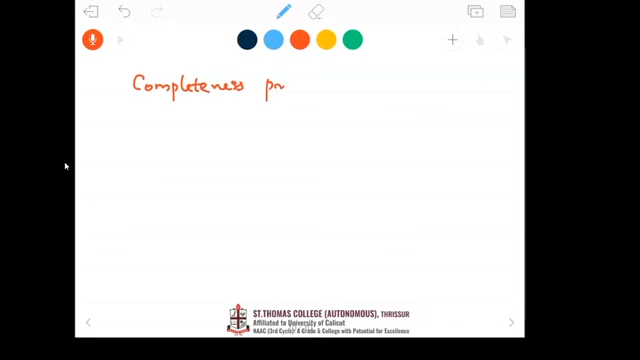 Completeness pr
ST.THOMAS COLLEGE (AUTONOMOUS), THRISSUR
Affiliated to University of Calicut
NAAC (3rd Cycle) 'A' Grade & College with Potential for Excellence